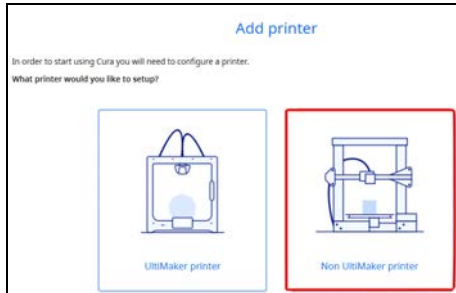 Add printer
In order to start using Cura you will need to configure a printer.
What printer would you like to setup?
UltiMaker printer
Non UltiMaker printer